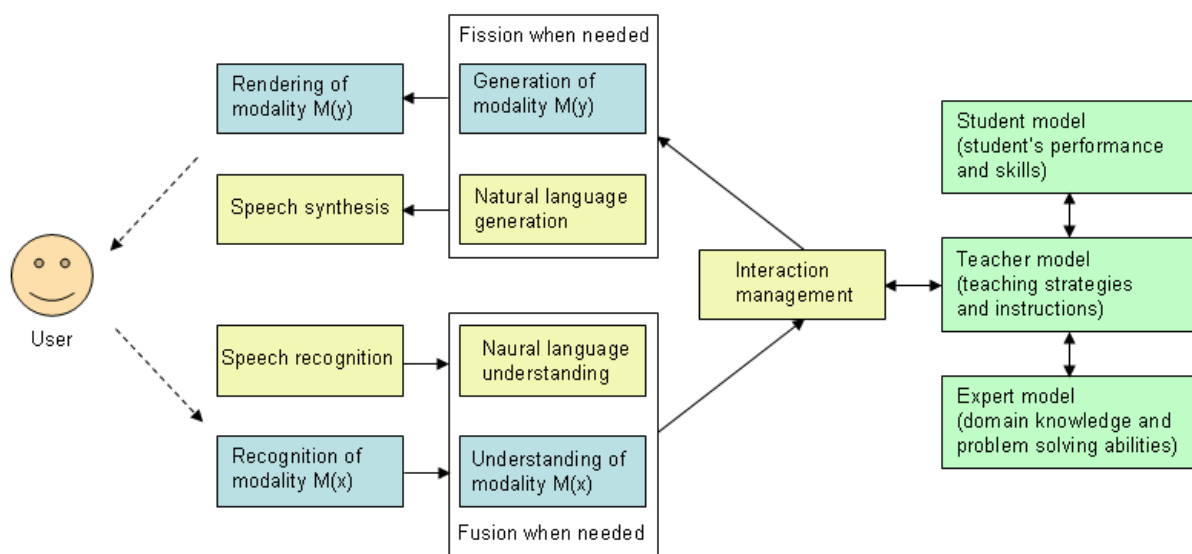 Fission when needed
Rendering of
modality M(y)
Generation of
modality M(y)
Speech synthesis
Natural language
generation
User
Speech recognition
Naural language
understanding
Recognition of
modality M(x)
Understanding of
modality M(x)
Fusion when needed
Interaction
management
Student model
(student's performance
and skills)
Teacher model
(teaching strategies
and instructions)
Expert model
(domain knowledge and
problem solving abilities)